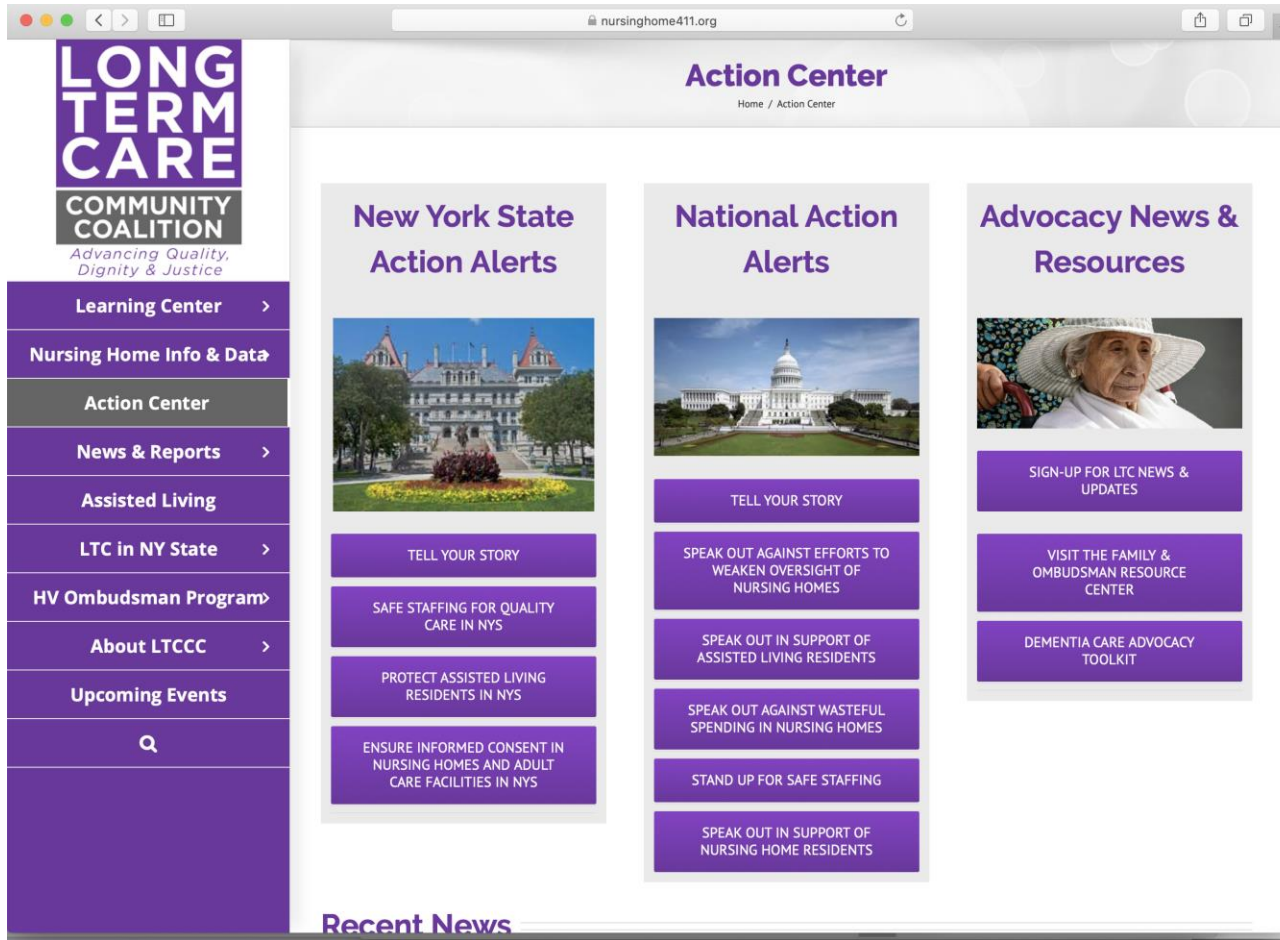 nursinghome411.org
LONG
TERM
CARE
COMMUNITY
COALITION
Advancing Quality,
Dignity & Justice
Learning Center
Nursing Home Info & Data
Action Center
News & Reports
Assisted Living
LTC in NY State
HV Ombudsman Program
About LTCCC
Upcoming Events
Action Center
Home / Action Center
New York State
Action Alerts
TELL YOUR STORY
SAFE STAFFING FOR QUALITY
CARE IN NYS
PROTECT ASSISTED LIVING
RESIDENTS IN NYS
ENSURE INFORMED CONSENT IN
NURSING HOMES AND ADULT
CARE FACILITIES IN NYS
National Action
Alerts
TELL YOUR STORY
SPEAK OUT AGAINST EFFORTS TO
WEAKEN OVERSIGHT OF
NURSING HOMES
SPEAK OUT IN SUPPORT OF
ASSISTED LIVING RESIDENTS
SPEAK OUT AGAINST WASTEFUL
SPENDING IN NURSING HOMES
STAND UP FOR SAFE STAFFING
SPEAK OUT IN SUPPORT OF
NURSING HOME RESIDENTS
Advocacy News &
Resources
SIGN-UP FOR LTC NEWS &
UPDATES
VISIT THE FAMILY &
OMBUDSMAN RESOURCE
CENTER
DEMENTIA CARE ADVOCACY
TOOLKIT
Recent News